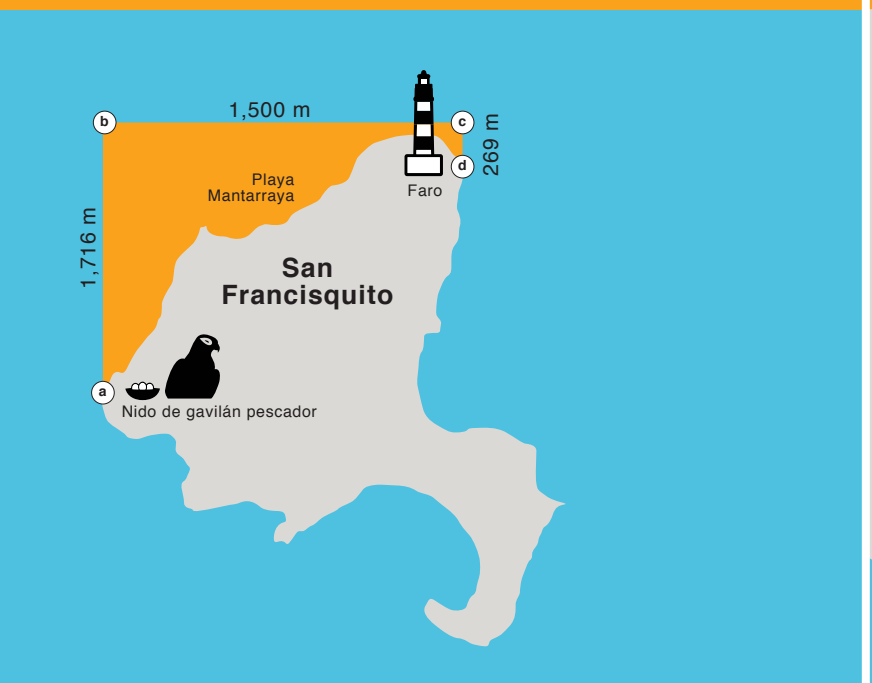 1,500 m
b
c
269 m
d
Playa
Mantarraya
Faro
1,716 m
San
Francisquito
a
Nido de gavilán pescador